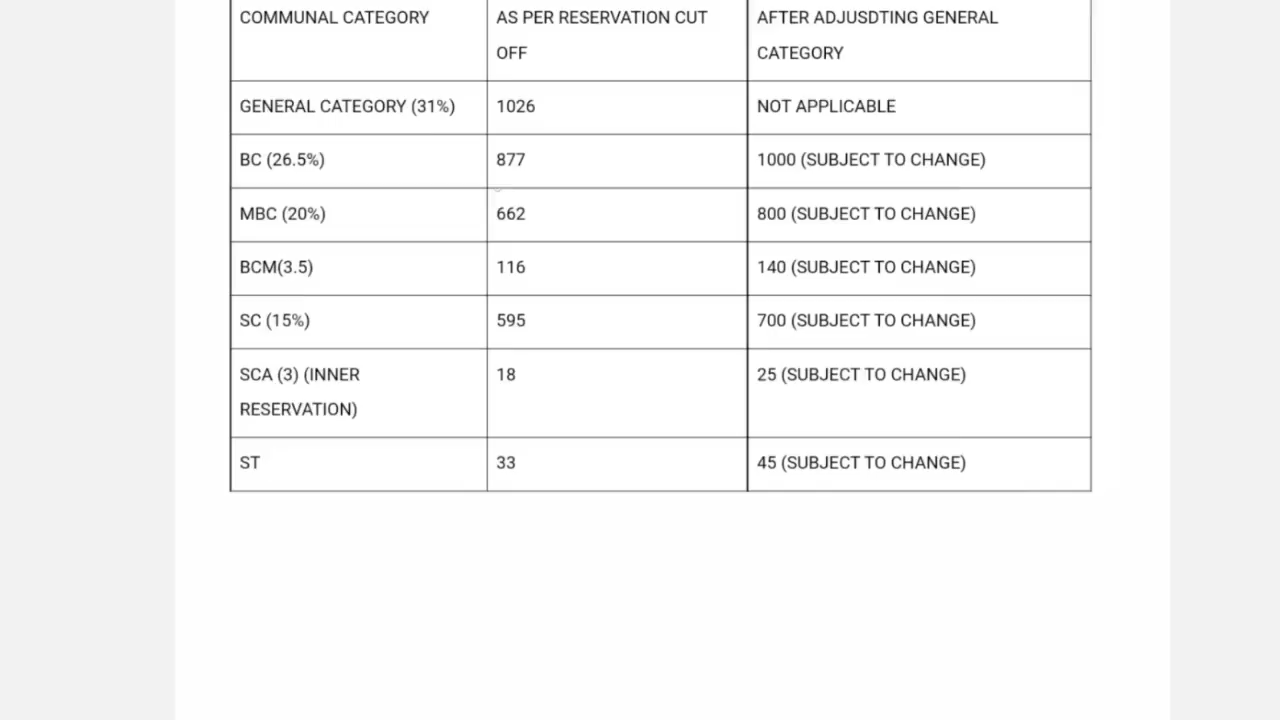 COMMUNAL CATEGORY
AS PER RESERVATION CUT
OFF
AFTER ADJUSDTING GENERAL
CATEGORY
GENERAL CATEGORY (31%)
1026
NOT APPLICABLE
BC (26.5%)
877
1000 (SUBJECT TO CHANGE)
MBC (20%)
662
800 (SUBJECT TO CHANGE)
BCM(3.5)
116
140 (SUBJECT TO CHANGE)
SC (15%)
595
700 (SUBJECT TO CHANGE)
SCA (3) (INNER
RESERVATION)
18
25 (SUBJECT TO CHANGE)
ST
33
45 (SUBJECT TO CHANGE)